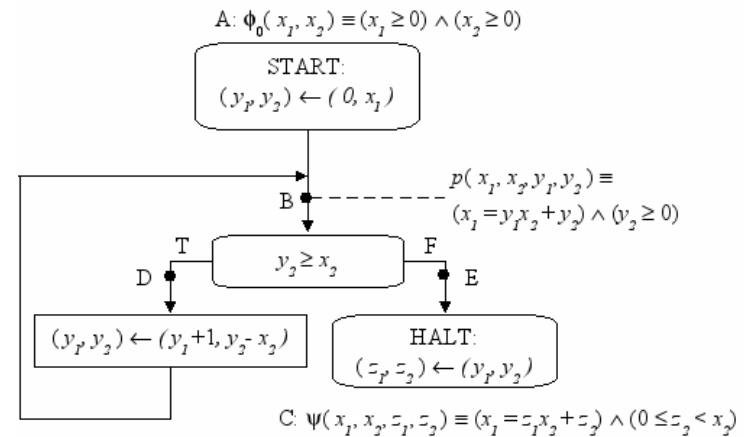 A: ϕ₀( x₁, x₂) ≡ (x₁ ≥ 0) ∧ (x₂ ≥ 0)
START:
(y₁, y₂) ← ( 0, x₁ )
B
p( x₁, x₂, y₁, y₂ ) ≡
(x₁ = y₁x₂ + y₂) ∧ (y₂ ≥ 0)
T
F
y₂ ≥ x₂
D
E
(y₁, y₂) ← (y₁+1, y₂- x₂)
HALT:
(z₁, z₂) ← (y₁, y₂)
C: ψ(x₁, x₂, z₁, z₂) ≡ (x₁ = z₁x₂ + z₂) ∧ (0 ≤ z₂ < x₂)